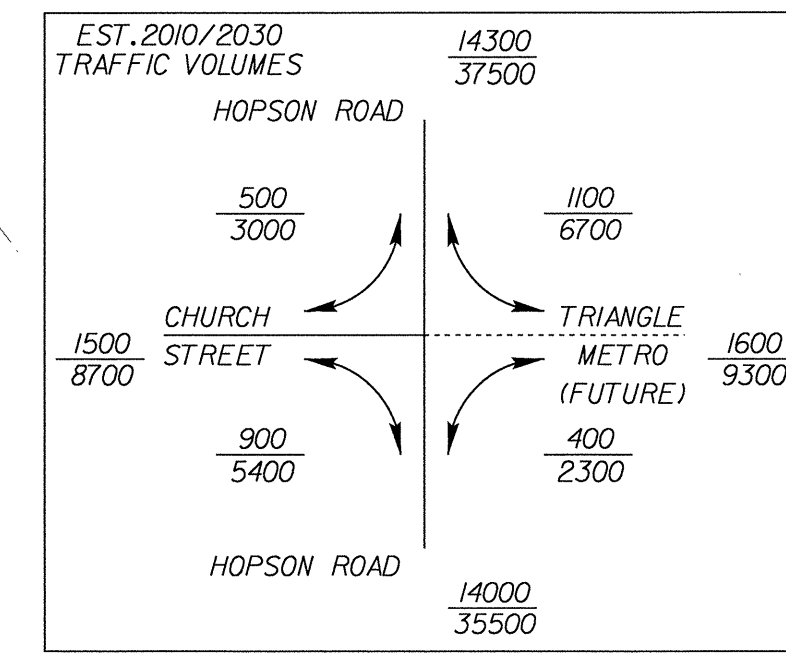 EST.2010/2030
TRAFFIC VOLUMES
14300
37500
HOPSON ROAD
500
3000
1100
6700
CHURCH
STREET
TRIANGLE
METRO
(FUTURE)
1500
8700
1600
9300
900
5400
400
2300
HOPSON ROAD
14000
35500